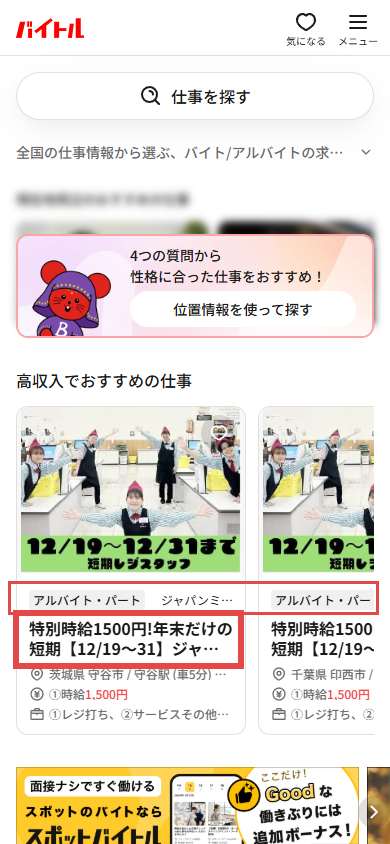 バイトル
気になる
メニュー
仕事を探す
全国の仕事情報から選ぶ、バイト/アルバイトの求…
4つの質問から
性格に合った仕事をおすすめ！
位置情報を使って探す
B
高収入でおすすめの仕事
12/19〜12/31まで
短期レジスタッフ
12/19〜12
短期レジスタ
アルバイト・パート
ジャパンミ…
アルバイト・パー
特別時給1500円!年末だけの
短期【12/19〜31】ジャ…
特別時給1500
短期【12/19〜
茨城県 守谷市 / 守谷駅 (車5分) …
千葉県 印西市 /
①時給1,500円
①時給1,500円
①レジ打ち、②サービスその他…
①レジ打ち、②
面接ナシですぐ働ける
スポットのバイトなら
スポットバイトル
ここだけ！
Goodな
働きぶりには
追加ボーナス！